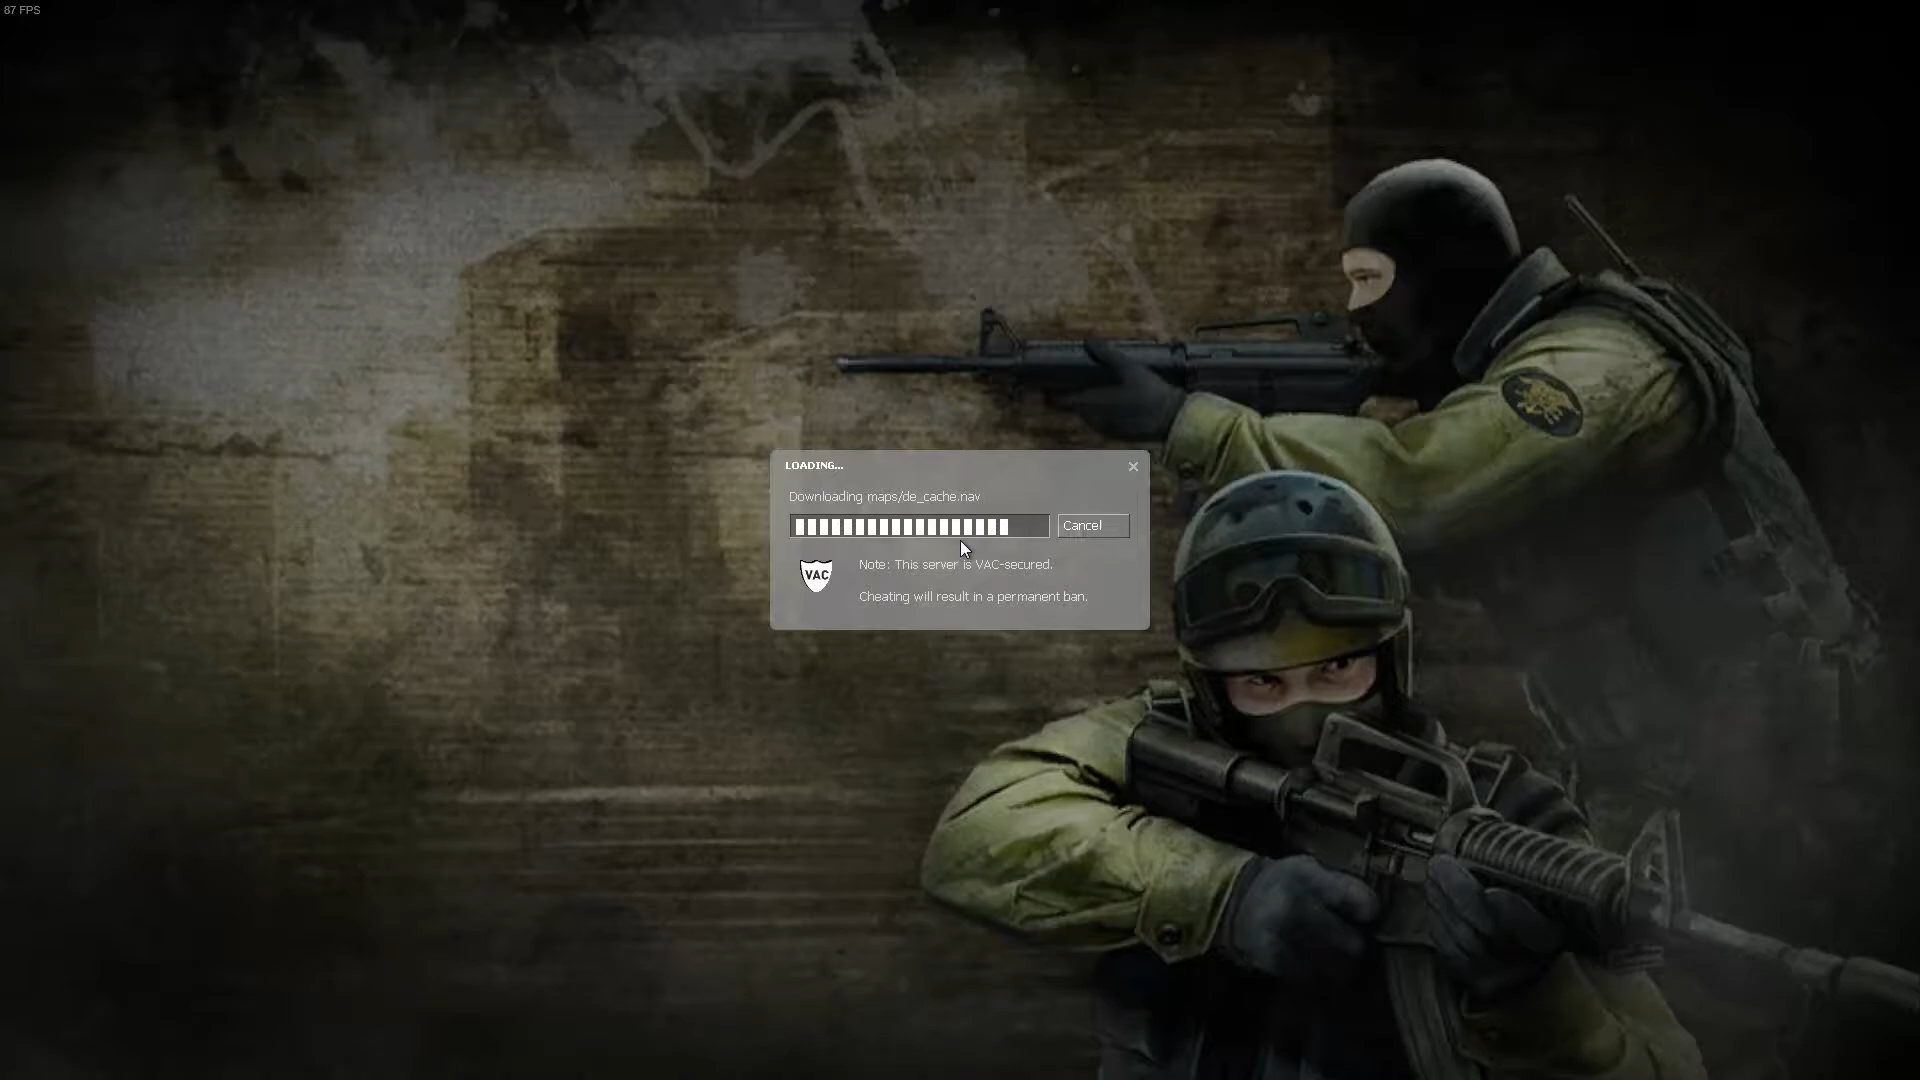 87 FPS
LOADING...
Downloading maps/de_cache.nav
Cancel
VAC
Note: This server is VAC-secured.
Cheating will result in a permanent ban.